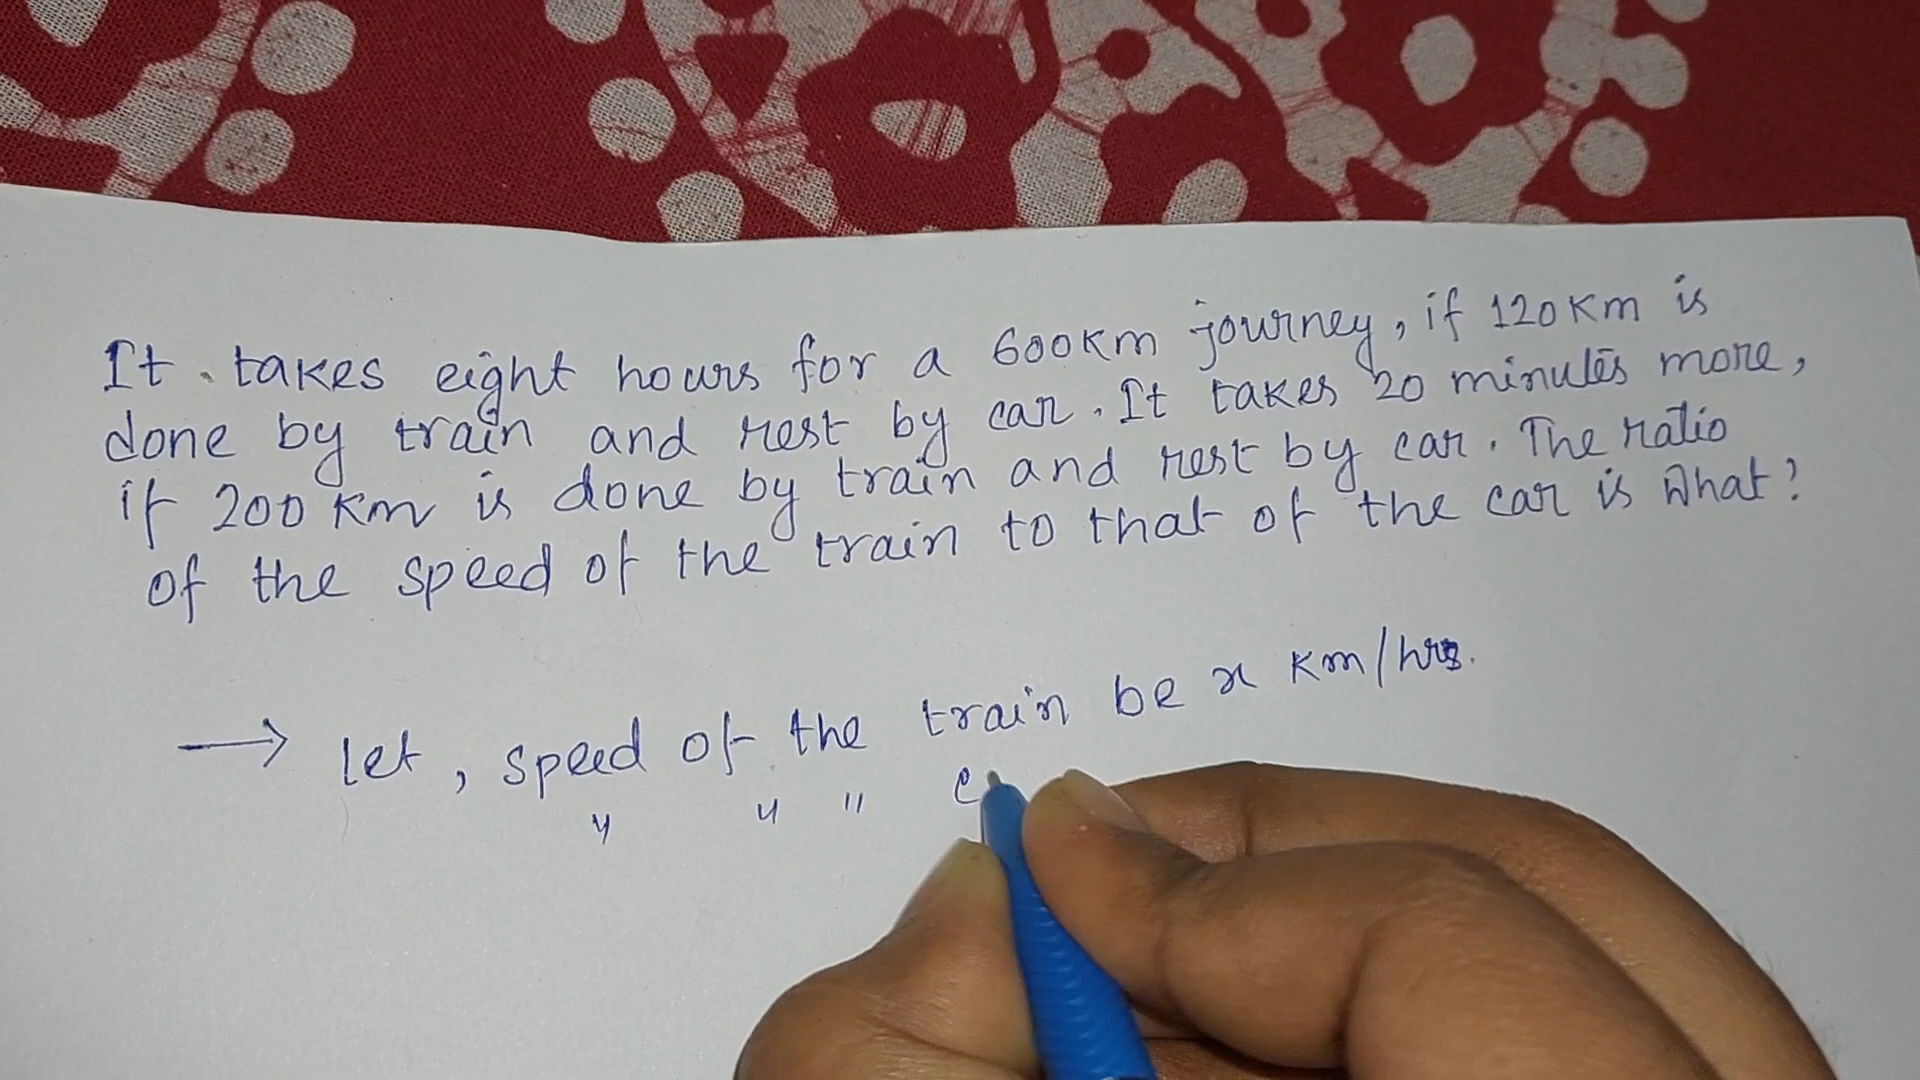 It takes eight hours for a 600km journey, if 120km is
done by train and rest by car. It takes 20 minutes more,
if 200 km is done by train and rest by car. The ratio
of the speed of the train to that of the car is what?
→ let, speed of the train be x km/hrs.
" " " c